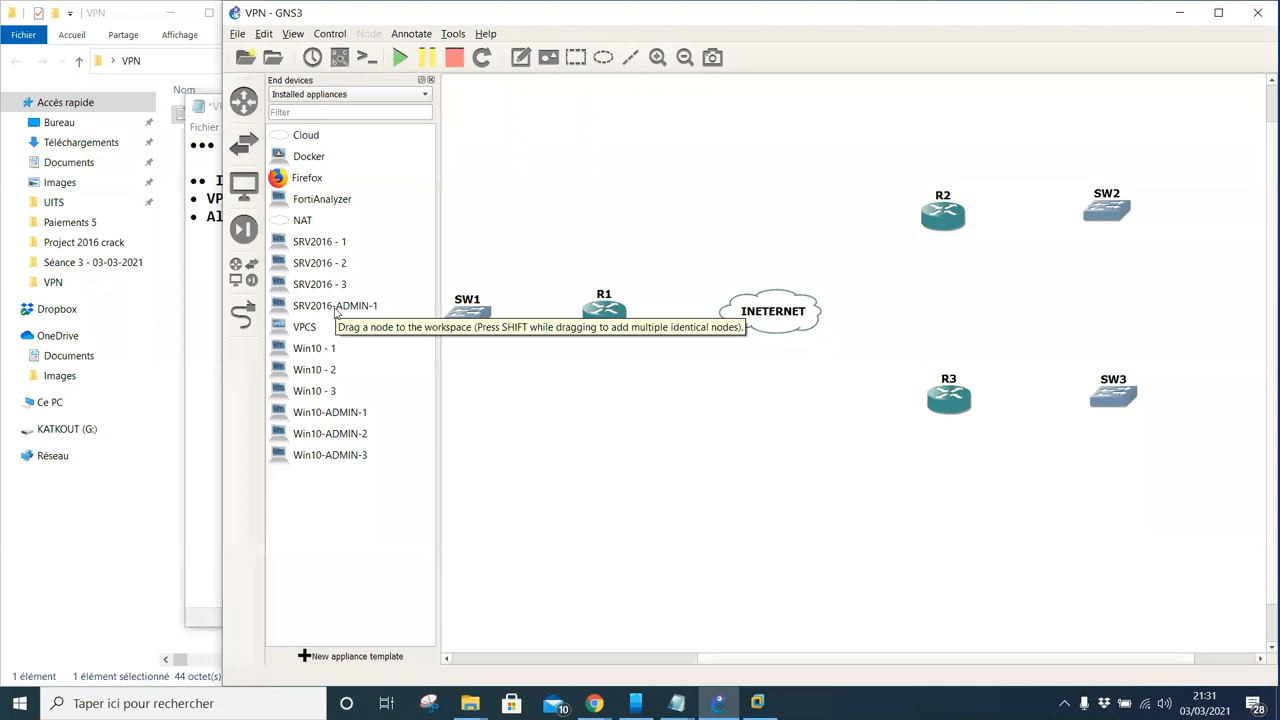 VPN
Fichier
Accueil
Partage
Affichage
VPN
Nom
Accès rapide
Bureau
Téléchargements
Documents
Images
UITS
Paiements 5
Project 2016 crack
Séance 3 - 03-03-2021
VPN
Dropbox
OneDrive
Documents
Images
Ce PC
KATKOUT (G:)
Réseau
1 élément
1 élément sélectionné
44 octet(s)
Fichier
•••
•• I
• VP
• Al
VPN - GNS3
File
Edit
View
Control
Node
Annotate
Tools
Help
End devices
Installed appliances
Filter
Cloud
Docker
Firefox
FortiAnalyzer
NAT
SRV2016 - 1
SRV2016 - 2
SRV2016 - 3
SRV2016-ADMIN-1
VPCS
Drag a node to the workspace (Press SHIFT while dragging to add multiple identical nodes).
Win10 - 1
Win10 - 2
Win10 - 3
Win10-ADMIN-1
Win10-ADMIN-2
Win10-ADMIN-3
New appliance template
SW1
R1
INETERNET
R2
SW2
R3
SW3
Taper ici pour rechercher
10
21:31
03/03/2021
28